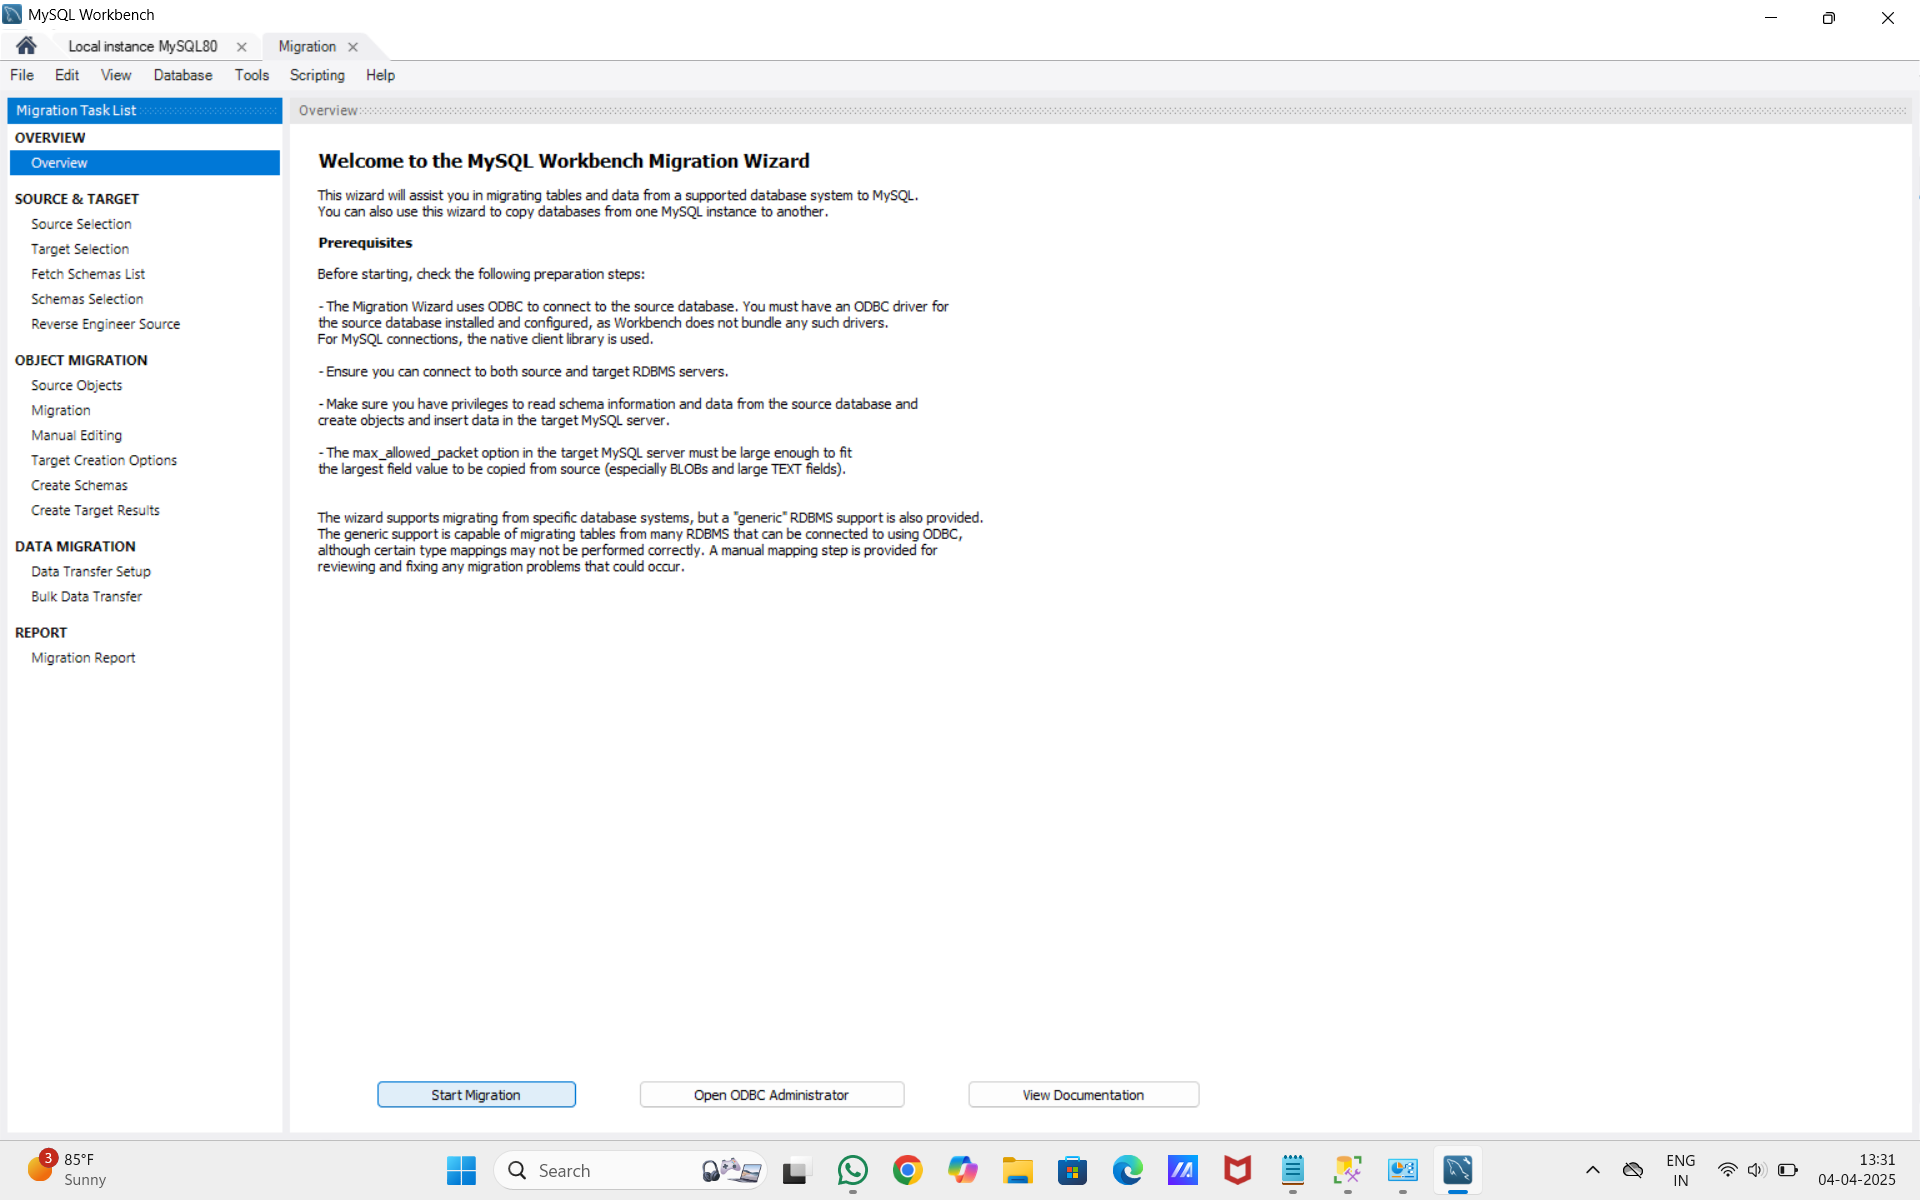 MySQL Workbench
Local instance MySQL80
Migration
File Edit View Database Tools Scripting Help
Migration Task List
OVERVIEW
Overview
SOURCE & TARGET
Source Selection
Target Selection
Fetch Schemas List
Schemas Selection
Reverse Engineer Source
OBJECT MIGRATION
Source Objects
Migration
Manual Editing
Target Creation Options
Create Schemas
Create Target Results
DATA MIGRATION
Data Transfer Setup
Bulk Data Transfer
REPORT
Migration Report
Overview
Welcome to the MySQL Workbench Migration Wizard
This wizard will assist you in migrating tables and data from a supported database system to MySQL.
You can also use this wizard to copy databases from one MySQL instance to another.
Prerequisites
Before starting, check the following preparation steps:
- The Migration Wizard uses ODBC to connect to the source database. You must have an ODBC driver for
the source database installed and configured, as Workbench does not bundle any such drivers.
For MySQL connections, the native client library is used.
- Ensure you can connect to both source and target RDBMS servers.
- Make sure you have privileges to read schema information and data from the source database and
create objects and insert data in the target MySQL server.
- The max_allowed_packet option in the target MySQL server must be large enough to fit
the largest field value to be copied from source (especially BLOBs and large TEXT fields).
The wizard supports migrating from specific database systems, but a "generic" RDBMS support is also provided.
The generic support is capable of migrating tables from many RDBMS that can be connected to using ODBC,
although certain type mappings may not be performed correctly. A manual mapping step is provided for
reviewing and fixing any migration problems that could occur.
Start Migration
Open ODBC Administrator
View Documentation
3
85°F
Sunny
Search
ENG
IN
13:31
04-04-2025